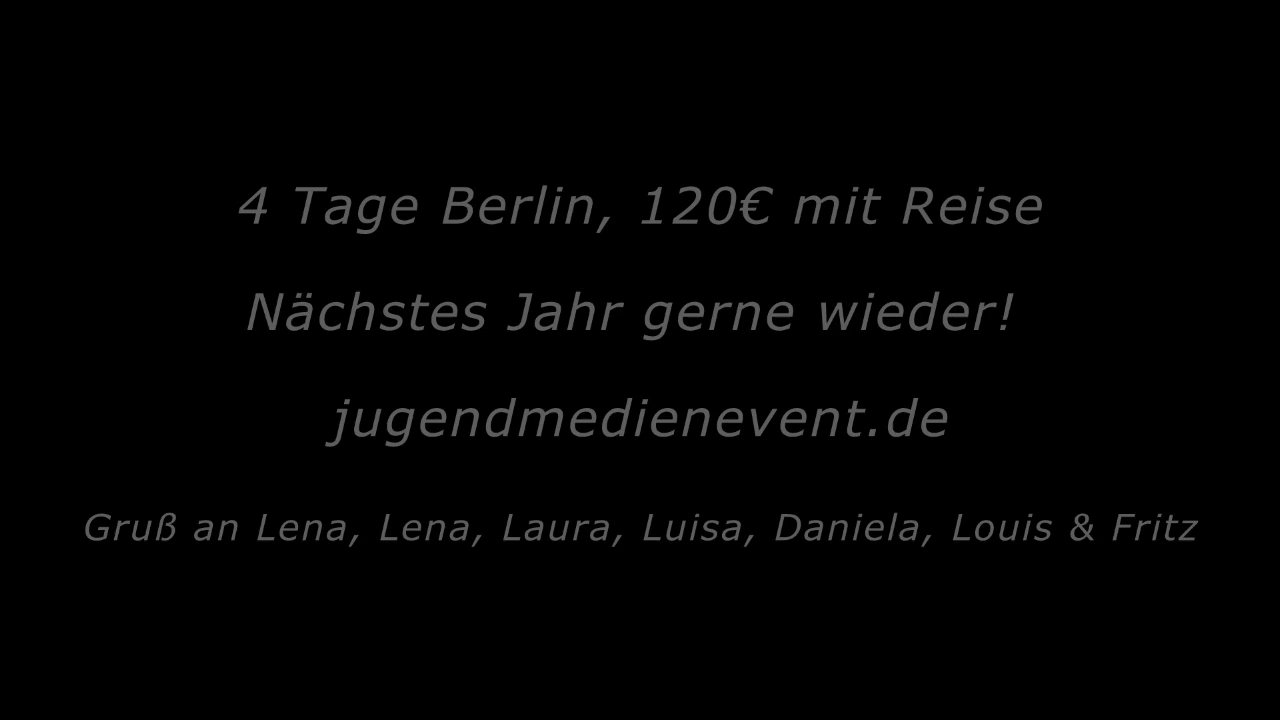 4 Tage Berlin, 120€ mit Reise
Nächstes Jahr gerne wieder!
jugendmedienevent.de
Gruß an Lena, Lena, Laura, Luisa, Daniela, Louis & Fritz